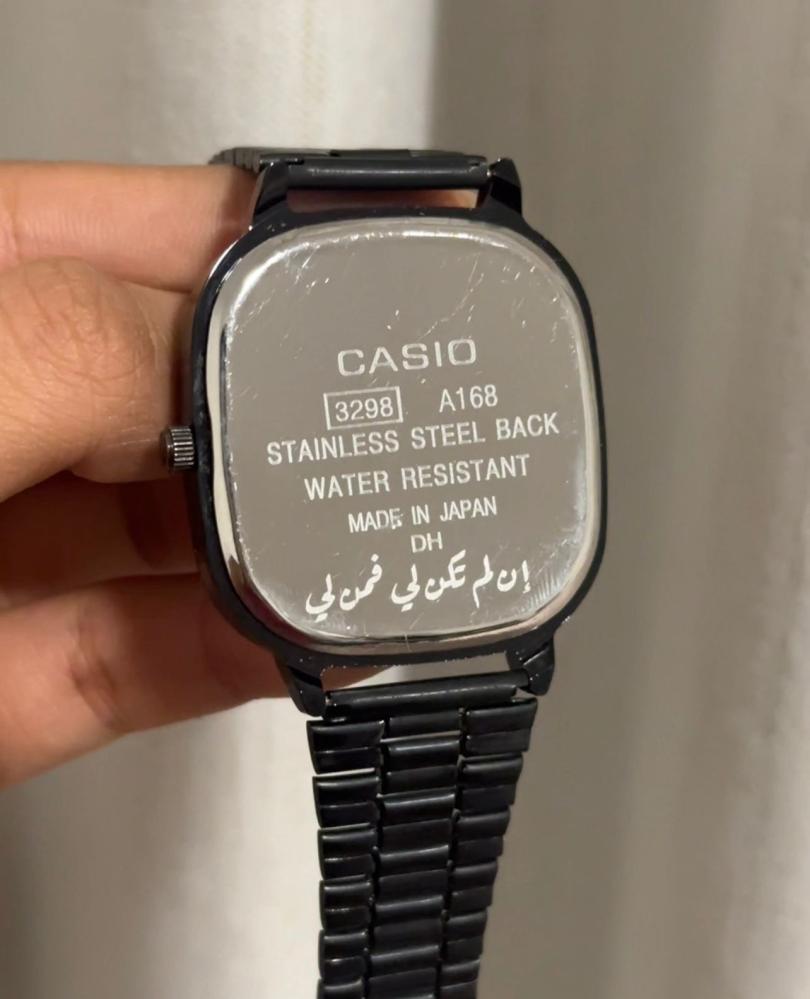 CASIO
3298 A168
STAINLESS STEEL BACK
WATER RESISTANT
MADE IN JAPAN
DH
إن لم تكن لي فمن لي